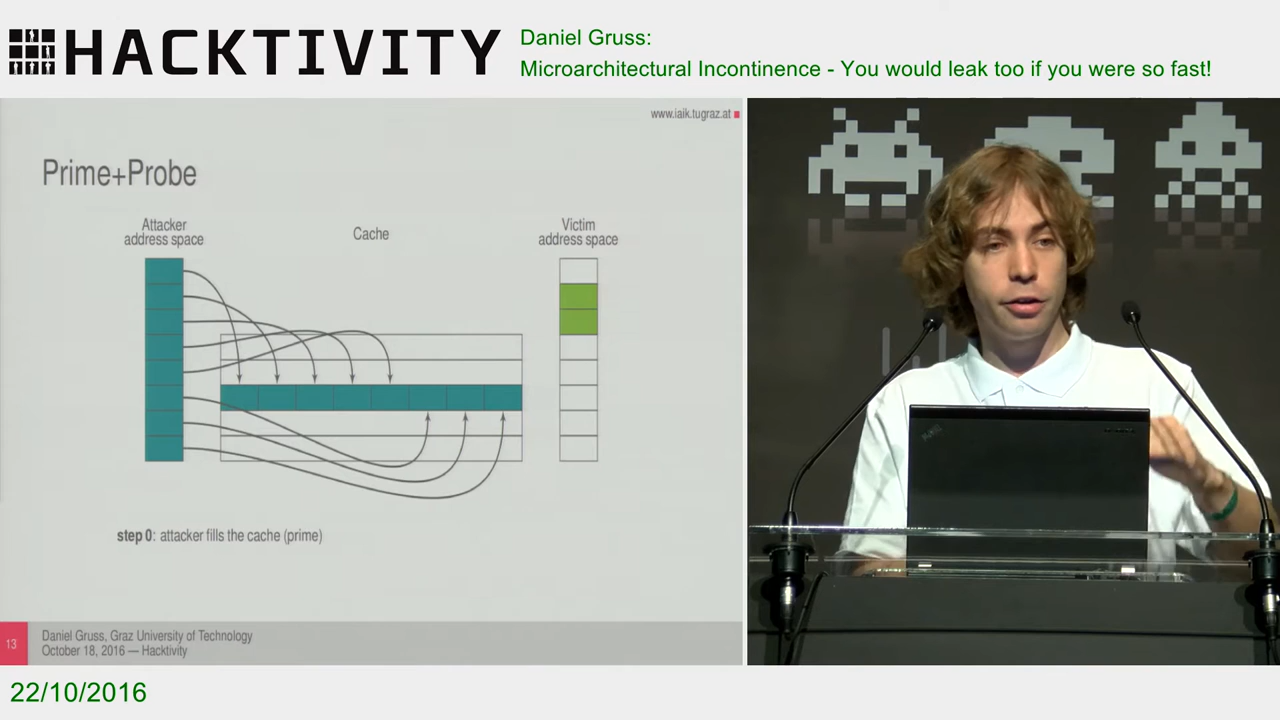 HACKTIVITY
Daniel Gruss:
Microarchitectural Incontinence - You would leak too if you were so fast!
www.iaik.tugraz.at
Prime+Probe
Attacker
address space
Cache
Victim
address space
step 0: attacker fills the cache (prime)
13
Daniel Gruss, Graz University of Technology
October 18, 2016 — Hacktivity
22/10/2016